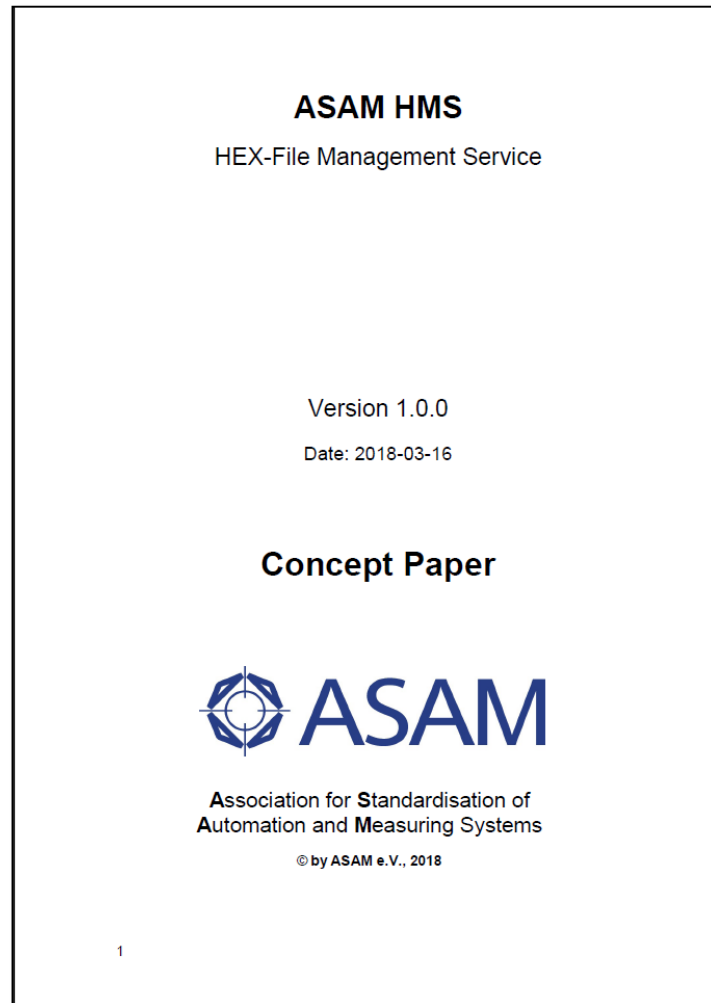 ASAM HMS
HEX-File Management Service
Version 1.0.0
Date: 2018-03-16
Concept Paper
ASAM
Association for Standardisation of
Automation and Measuring Systems
© by ASAM e.V., 2018
1